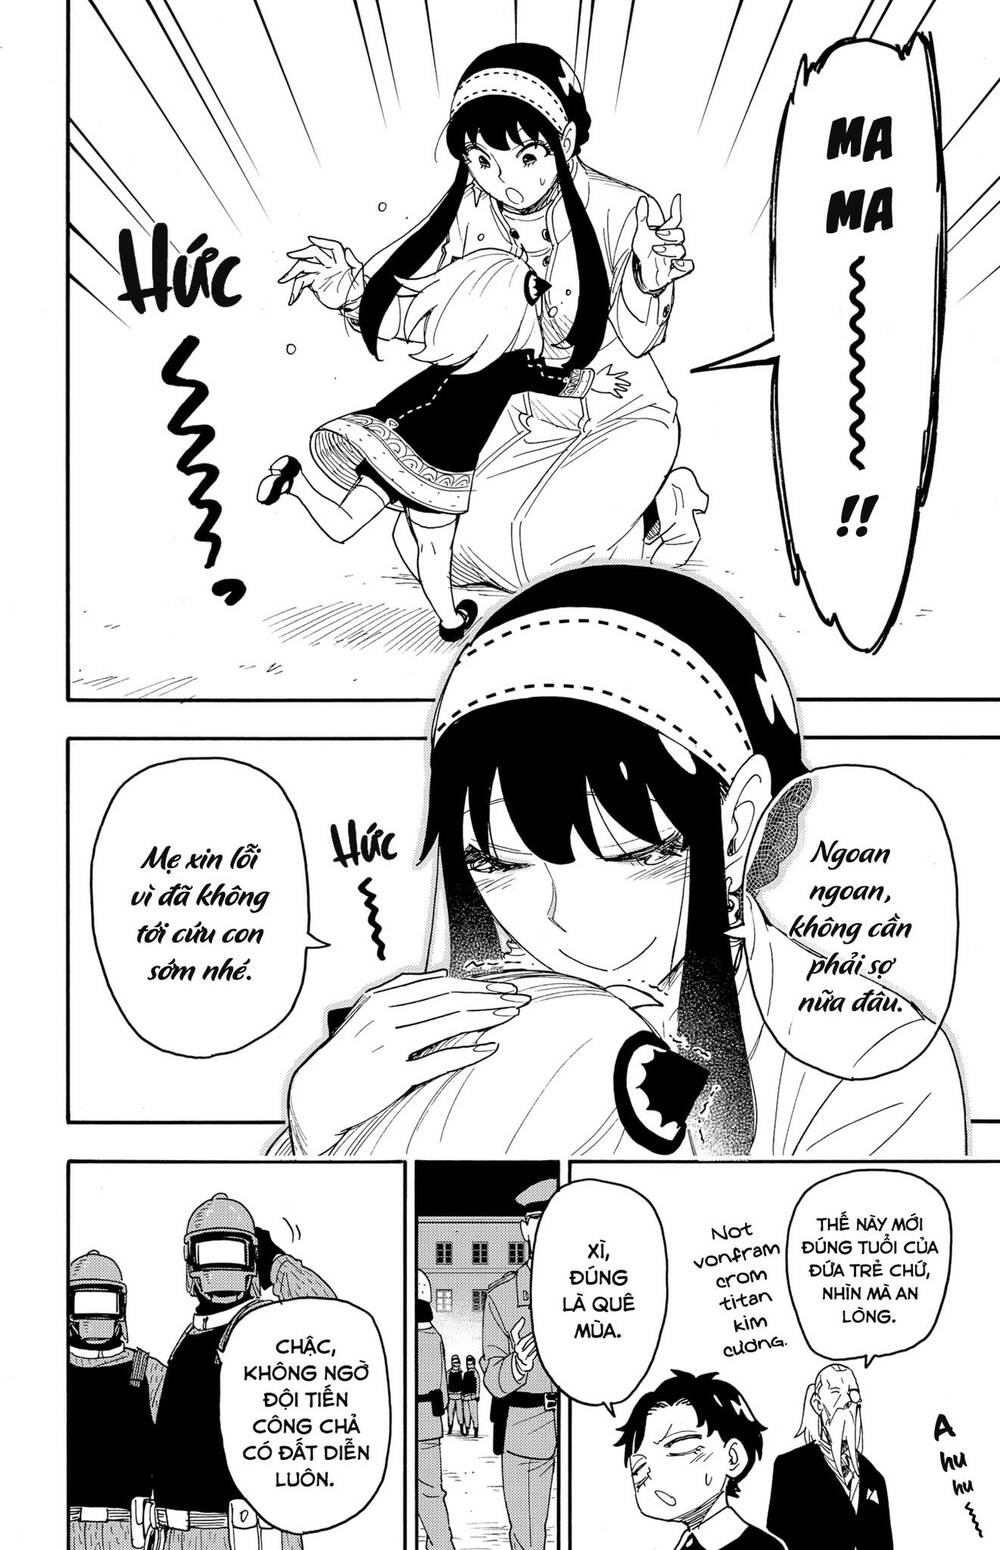 MA
MA
!!
HỨC
Ngoan
ngoan,
không cần
phải sợ
nữa đâu.
HỨC
Mẹ xin lỗi
vì đã không
tới cứu con
sớm nhé.
THẾ NÀY MỚI
ĐÚNG TUỔI CỦA
ĐỨA TRẺ CHỨ,
NHÌN MÀ AN
LÒNG.
Not
vonfram
crom
titan
kim
cương.
A
hu
hu
XÌ,
ĐÚNG
LÀ QUÊ
MÙA.
CHẬC,
KHÔNG NGỜ
ĐỘI TIẾN
CÔNG CHẢ
CÓ ĐẤT DIỄN
LUÔN.